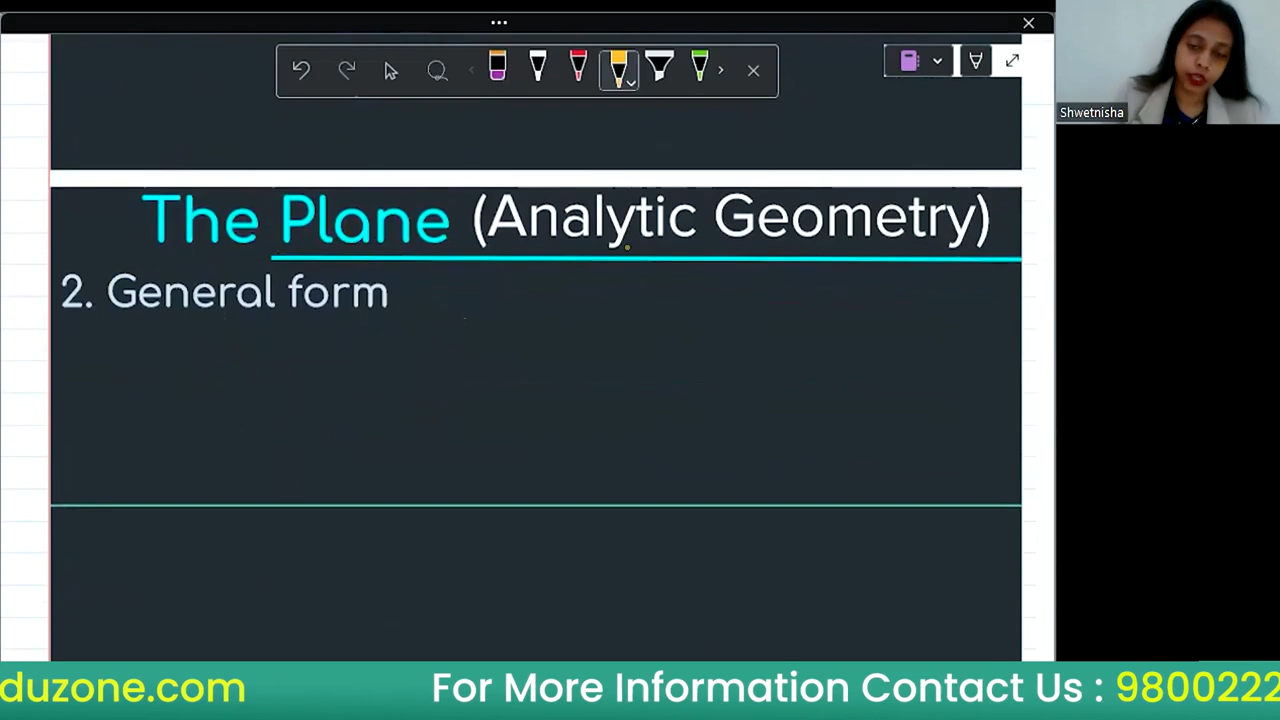 Shwetnisha
The Plane (Analytic Geometry)
2. General form
duzone.com For More Information Contact Us : 9800222